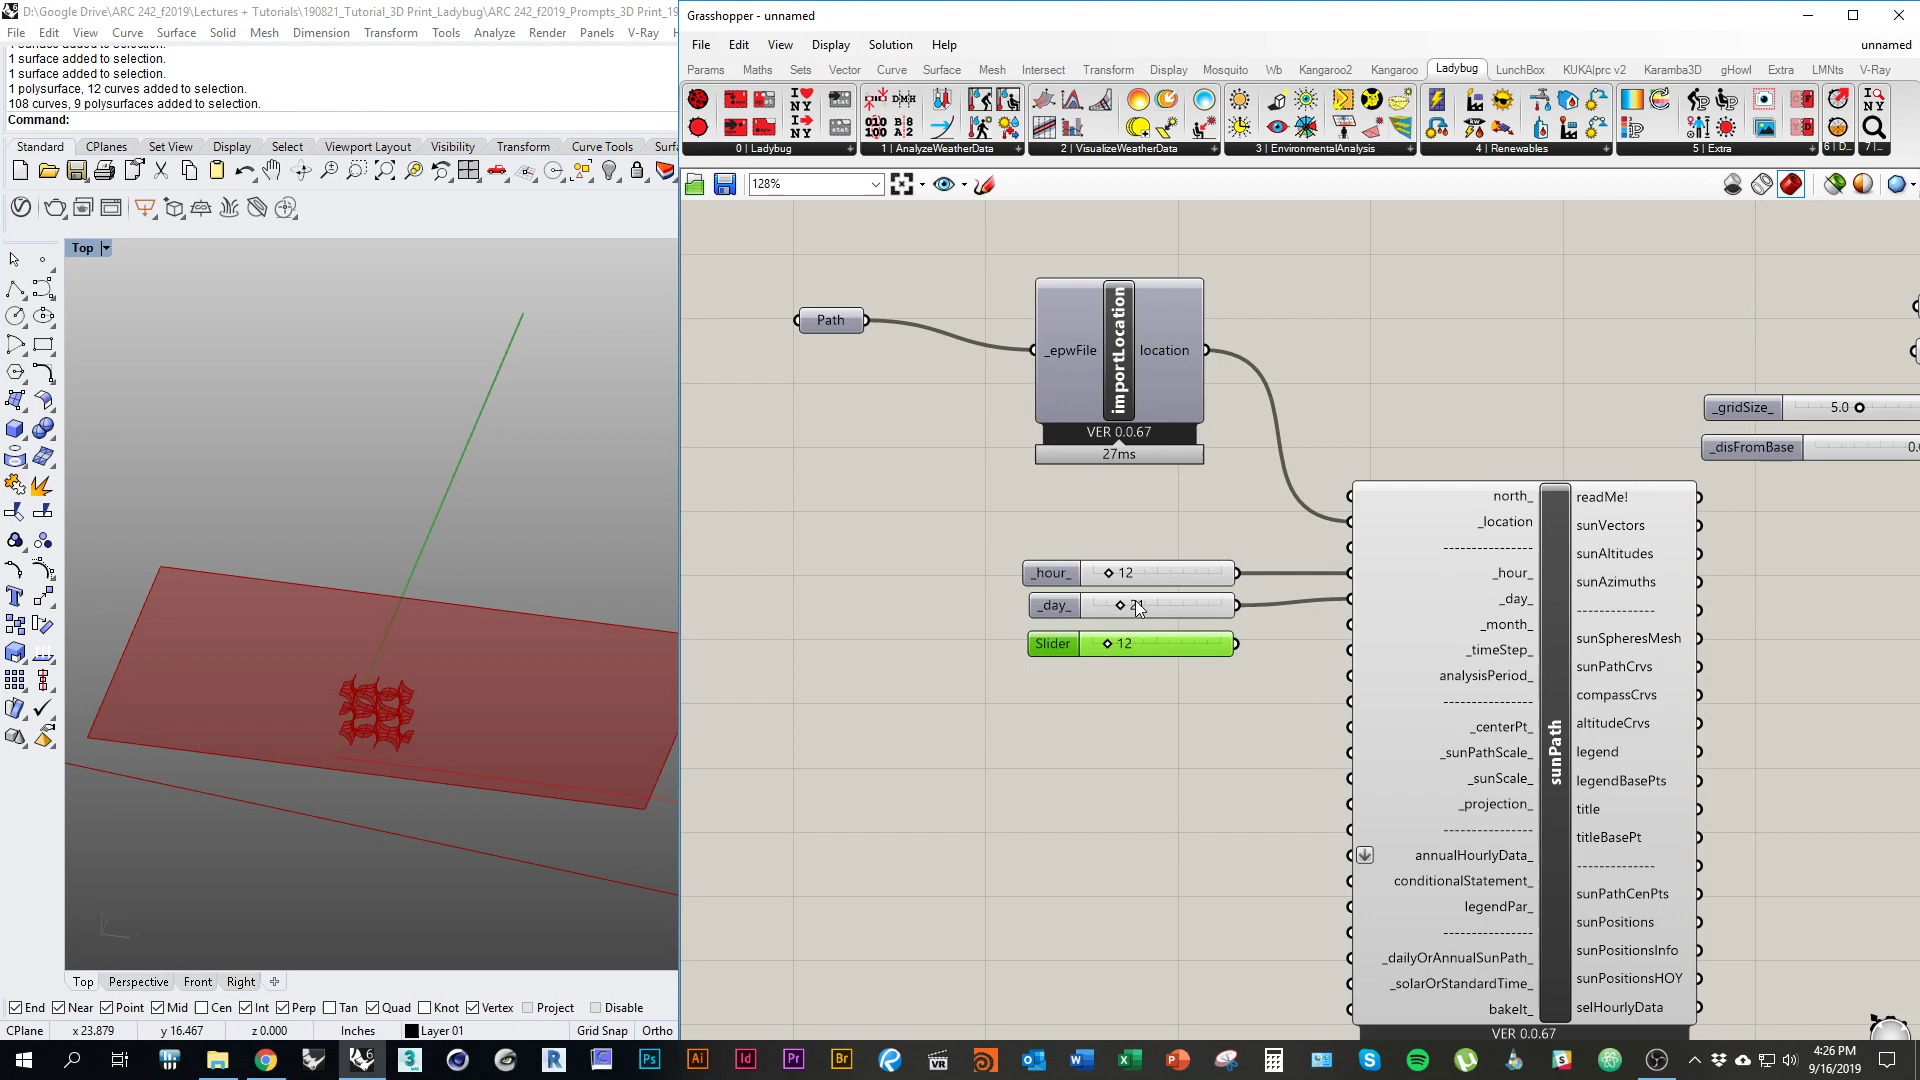 D:\Google Drive\ARC 242_f2019\Lectures + Tutorials\190821_Tutorial_3D Print_Ladybug\ARC 242_f2019_Prompts_3D Print_19
File Edit View Curve Surface Solid Mesh Dimension Transform Tools Analyze Render Panels V-Ray
1 surface added to selection.
1 surface added to selection.
1 polysurface, 12 curves added to selection.
108 curves, 9 polysurfaces added to selection.
Command:
Standard CPlanes Set View Display Select Viewport Layout Visibility Transform Curve Tools Surf
Top
Top Perspective Front Right
End Near Point Mid Cen Int Perp Tan Quad Knot Vertex Project Disable
CPlane x 23.879 y 16.467 z 0.000 Inches Layer 01 Grid Snap Ortho
Grasshopper - unnamed
File Edit View Display Solution Help
unnamed
Params Maths Sets Vector Curve Surface Mesh Intersect Transform Display Mosquito Wb Kangaroo2 Kangaroo Ladybug LunchBox KUKA|prc v2 Karamba3D gHowl Extra LMNts V-Ray
0 | Ladybug
1 | AnalyzeWeatherData
2 | VisualizeWeatherData
3 | EnvironmentalAnalysis
4 | Renewables
5 | Extra
6 | D...
7 |...
128%
Path
_epwFile
importLocation
location
VER 0.0.67
27ms
_gridSize_ 5.0
_disFromBase 0.
_hour_ 12
_day_
Slider 12
north_
_location
----------------
_hour_
_day_
_month_
_timeStep_
analysisPeriod_
----------------
_centerPt_
_sunPathScale_
_sunScale_
_projection_
----------------
annualHourlyData_
conditionalStatement_
legendPar_
----------------
_dailyOrAnnualSunPath_
_solarOrStandardTime_
bakeIt_
sunPath
readMe!
sunVectors
sunAltitudes
sunAzimuths
--------------
sunSpheresMesh
sunPathCrvs
compassCrvs
altitudeCrvs
legend
legendBasePts
title
titleBasePt
--------------
sunPathCenPts
sunPositions
sunPositionsInfo
sunPositionsHOY
selHourlyData
VER 0.0.67
4:26 PM
9/16/2019